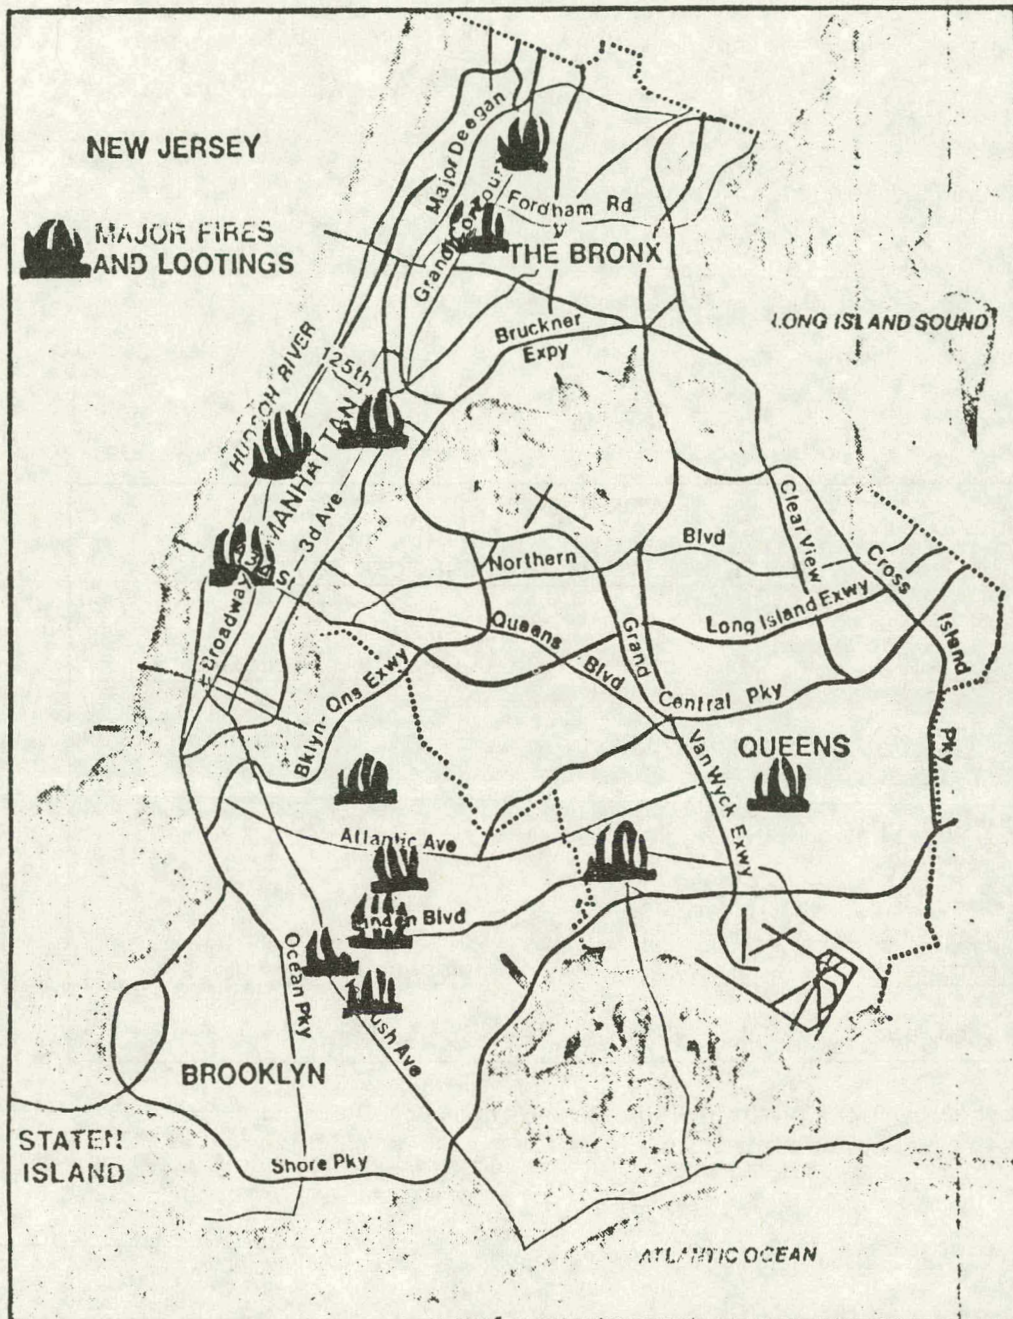 NEW JERSEY
MAJOR FIRES
AND LOOTINGS
Major Deegan
Grand Concourse
Fordham Rd
THE BRONX
LONG ISLAND SOUND
Bruckner
Expy
HUDSON RIVER
125th
MANHATTAN
3d Ave
Broadway
St
Northern
Blvd
Clear View
Cross
Island
Pky
Long Island Exwy
Queens
Blvd
Grand
Central Pky
Bklyn-Qns Exwy
Van Wyck Exwy
QUEENS
Atlantic Ave
Blvd
Ocean Pky
Ave
BROOKLYN
STATEN
ISLAND
Shore Pky
ATLANTIC OCEAN